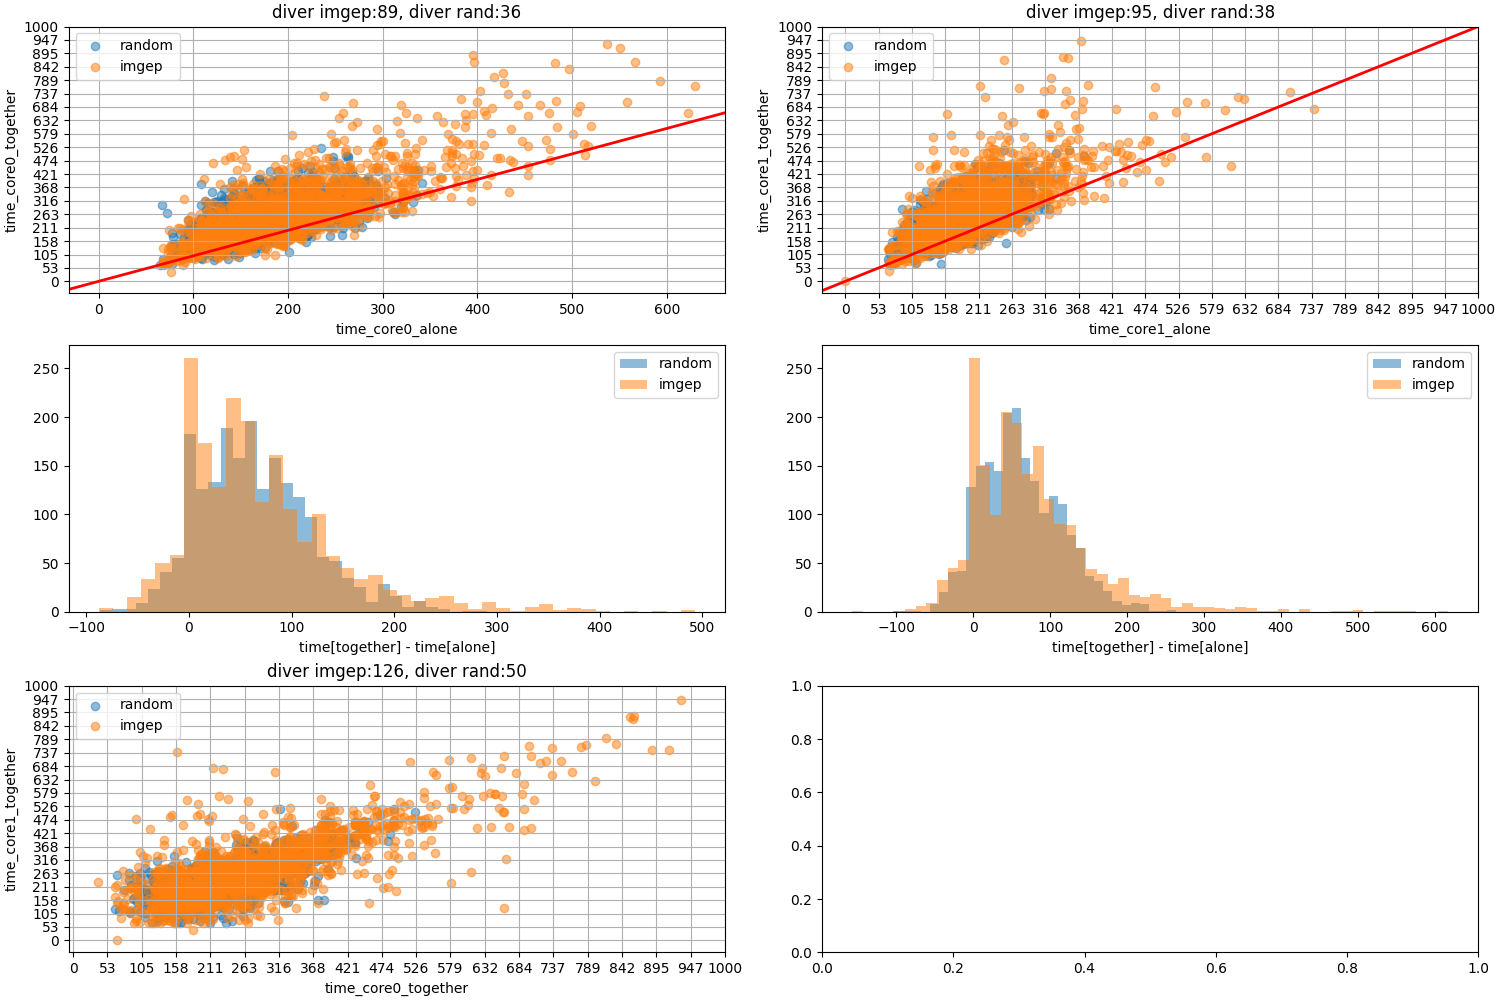 diver imgep:89, diver rand:36
1000
947
895
842
789
737
684
632
579
526
474
421
368
316
263
211
158
105
53
0
time_core0_together
random
imgep
0 100 200 300 400 500 600
time_core0_alone
diver imgep:95, diver rand:38
1000
947
895
842
789
737
684
632
579
526
474
421
368
316
263
211
158
105
53
0
time_core1_together
random
imgep
0 53 105 158 211 263 316 368 421 474 526 579 632 684 737 789 842 895 947 1000
time_core1_alone
250
200
150
100
50
0
random
imgep
−100 0 100 200 300 400 500
time[together] - time[alone]
250
200
150
100
50
0
random
imgep
−100 0 100 200 300 400 500 600
time[together] - time[alone]
diver imgep:126, diver rand:50
1000
947
895
842
789
737
684
632
579
526
474
421
368
316
263
211
158
105
53
0
time_core1_together
random
imgep
0 53 105 158 211 263 316 368 421 474 526 579 632 684 737 789 842 895 947 1000
time_core0_together
1.0
0.8
0.6
0.4
0.2
0.0
0.0 0.2 0.4 0.6 0.8 1.0